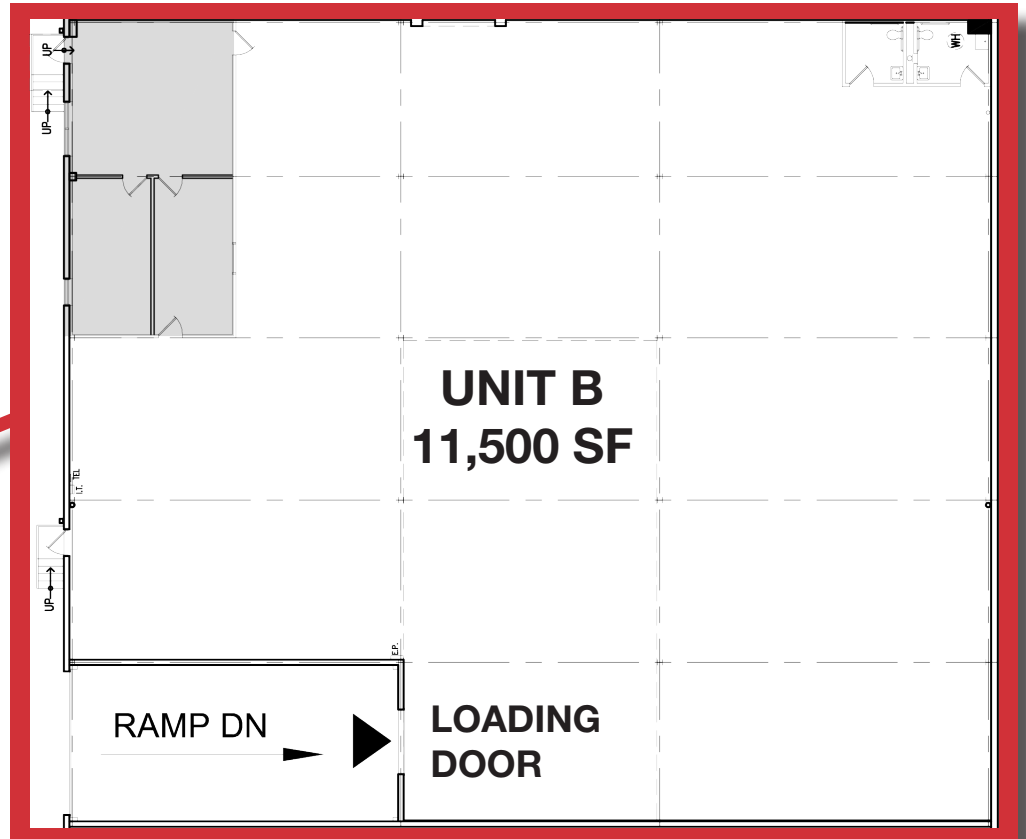 UP
WH
UP
UNIT B
11,500 SF
I.T. TEL
UP
E.P.
RAMP DN
LOADING
DOOR